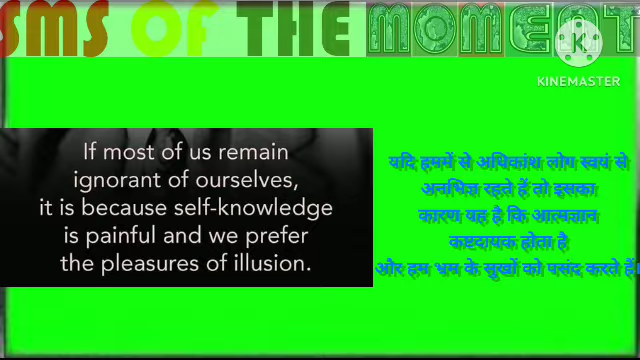 SMS OF THE MOMENT
K
KINEMASTER
If most of us remain
ignorant of ourselves,
it is because self-knowledge
is painful and we prefer
the pleasures of illusion.
यदि हममें से अधिकांश लोग स्वयं से
अनभिज्ञ रहते हैं तो इसका
कारण यह है कि आत्मज्ञान
कष्टदायक होता है
और हम भ्रम के सुखों को पसंद करते हैं।